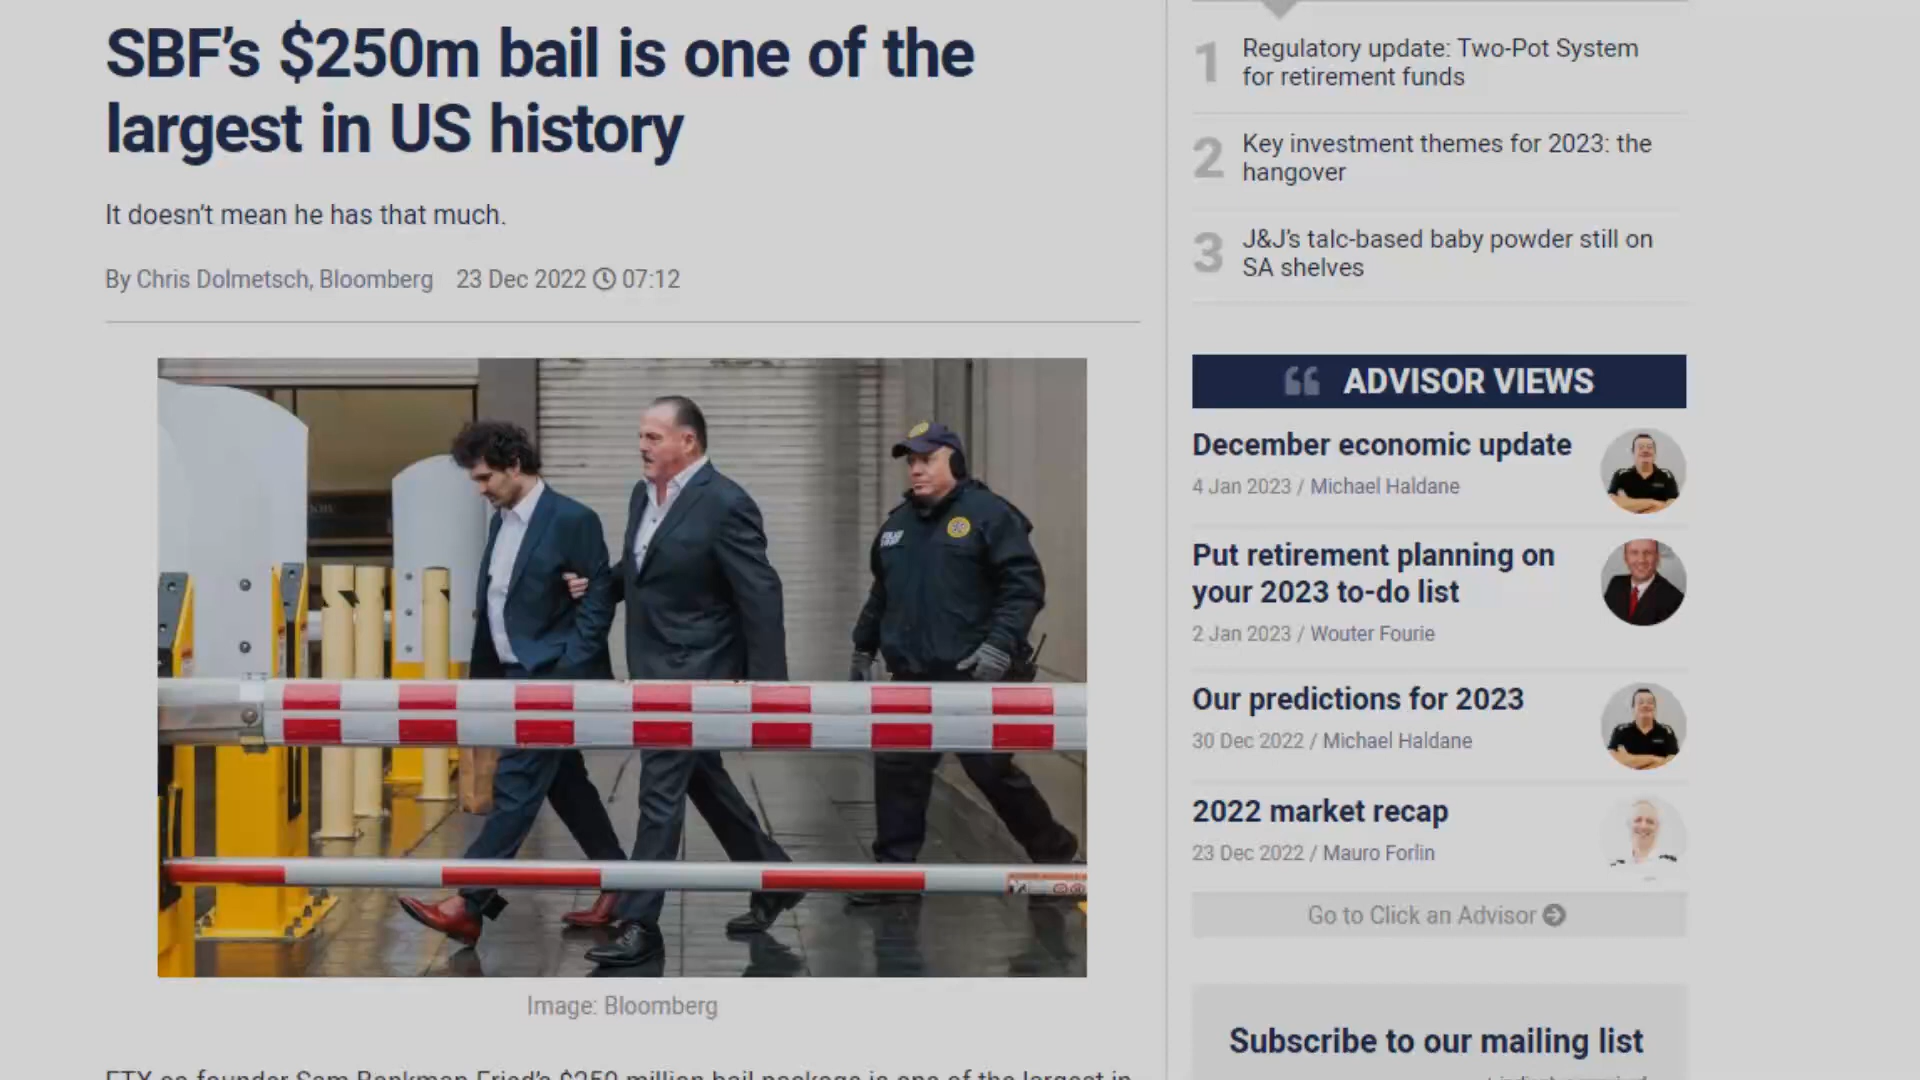 SBF's $250m bail is one of the
largest in US history
It doesn't mean he has that much.
By Chris Dolmetsch, Bloomberg 23 Dec 2022 07:12
Image: Bloomberg
FTX co-founder Sam Bankman-Fried's $250 million bail package is one of the largest in
1 Regulatory update: Two-Pot System
for retirement funds
2 Key investment themes for 2023: the
hangover
3 J&J's talc-based baby powder still on
SA shelves
ADVISOR VIEWS
December economic update
4 Jan 2023 / Michael Haldane
Put retirement planning on
your 2023 to-do list
2 Jan 2023 / Wouter Fourie
Our predictions for 2023
30 Dec 2022 / Michael Haldane
2022 market recap
23 Dec 2022 / Mauro Forlin
Go to Click an Advisor
Subscribe to our mailing list